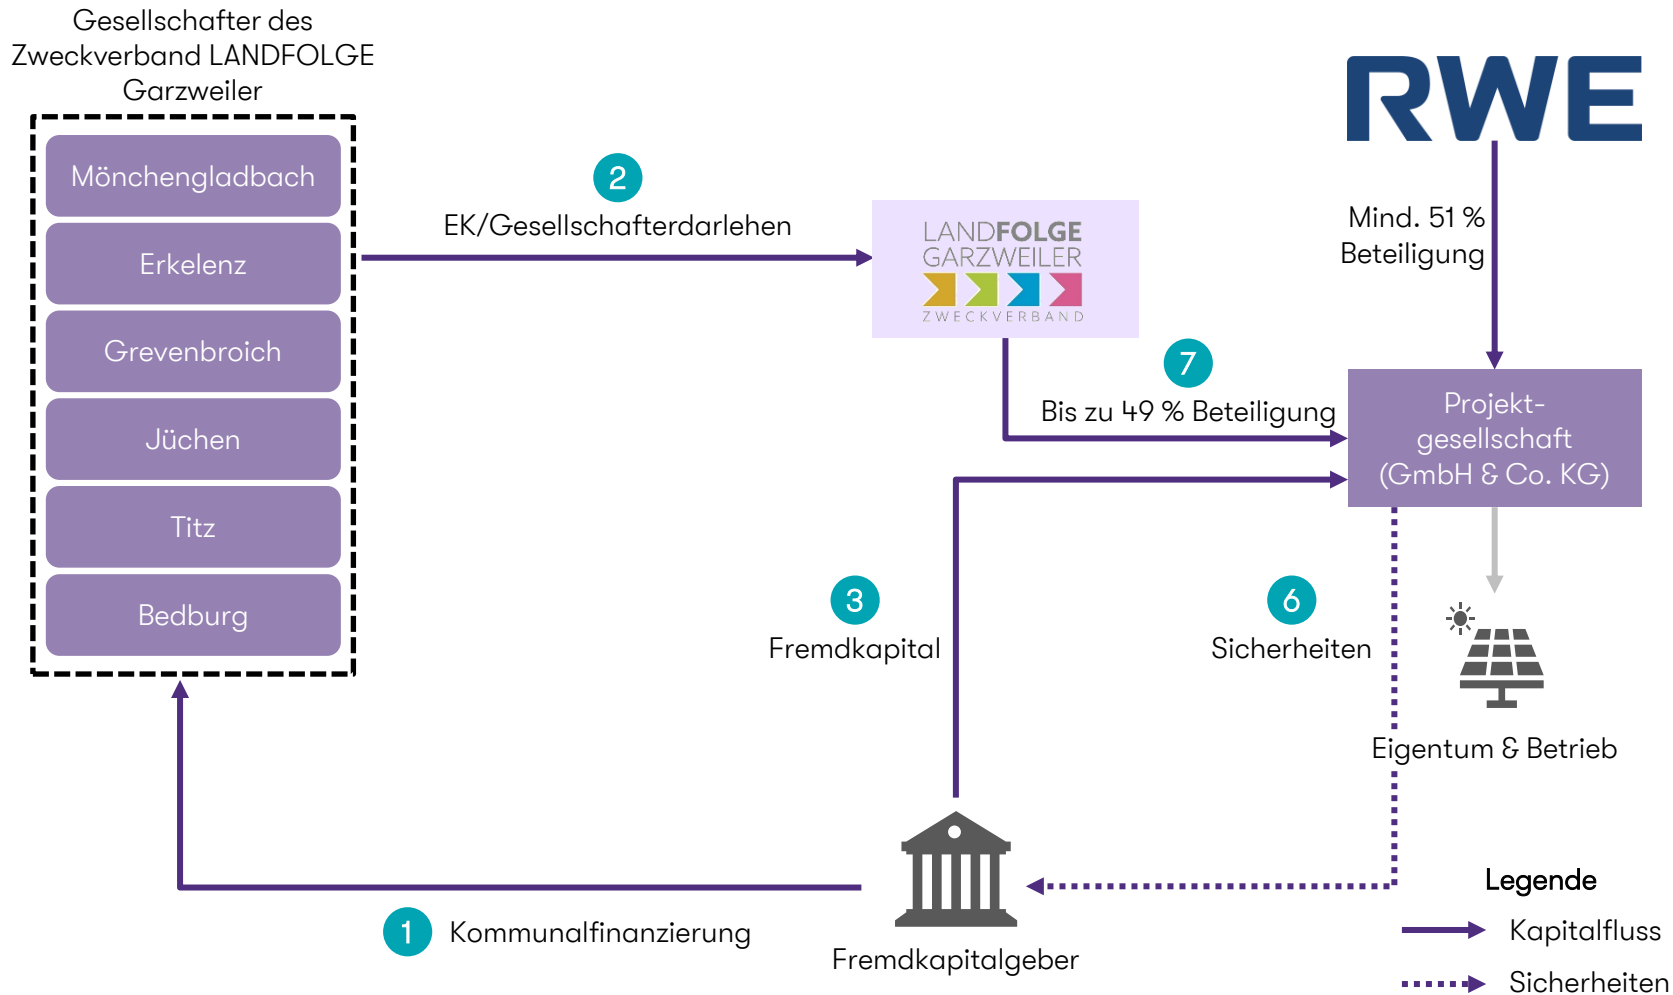 Gesellschafter des
Zweckverband LANDFOLGE
Garzweiler
Mönchengladbach
Erkelenz
Grevenbroich
Jüchen
Titz
Bedburg
2
EK/Gesellschafterdarlehen
LANDFOLGE
GARZWEILER
ZWECKVERBAND
RWE
Mind. 51 %
Beteiligung
7
Bis zu 49 % Beteiligung
Projekt-
gesellschaft
(GmbH & Co. KG)
3
Fremdkapital
6
Sicherheiten
Eigentum & Betrieb
1 Kommunalfinanzierung
Fremdkapitalgeber
Legende
Kapitalfluss
Sicherheiten